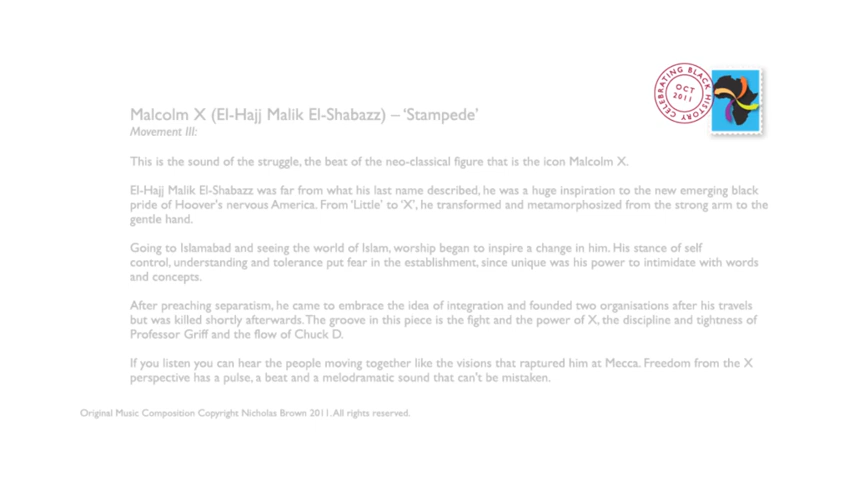 CELEBRATING BLACK HISTORY
OCT
2011
Malcolm X (El-Hajj Malik El-Shabazz) – ‘Stampede’
Movement III:
This is the sound of the struggle, the beat of the neo-classical figure that is the icon Malcolm X.
El-Hajj Malik El-Shabazz was far from what his last name described, he was a huge inspiration to the new emerging black
pride of Hoover’s nervous America. From ‘Little’ to ‘X’, he transformed and metamorphosized from the strong arm to the
gentle hand.
Going to Islamabad and seeing the world of Islam, worship began to inspire a change in him. His stance of self
control, understanding and tolerance put fear in the establishment, since unique was his power to intimidate with words
and concepts.
After preaching separatism, he came to embrace the idea of integration and founded two organisations after his travels
but was killed shortly afterwards. The groove in this piece is the fight and the power of X, the discipline and tightness of
Professor Griff and the flow of Chuck D.
If you listen you can hear the people moving together like the visions that raptured him at Mecca. Freedom from the X
perspective has a pulse, a beat and a melodramatic sound that can’t be mistaken.
Original Music Composition Copyright Nicholas Brown 2011. All rights reserved.